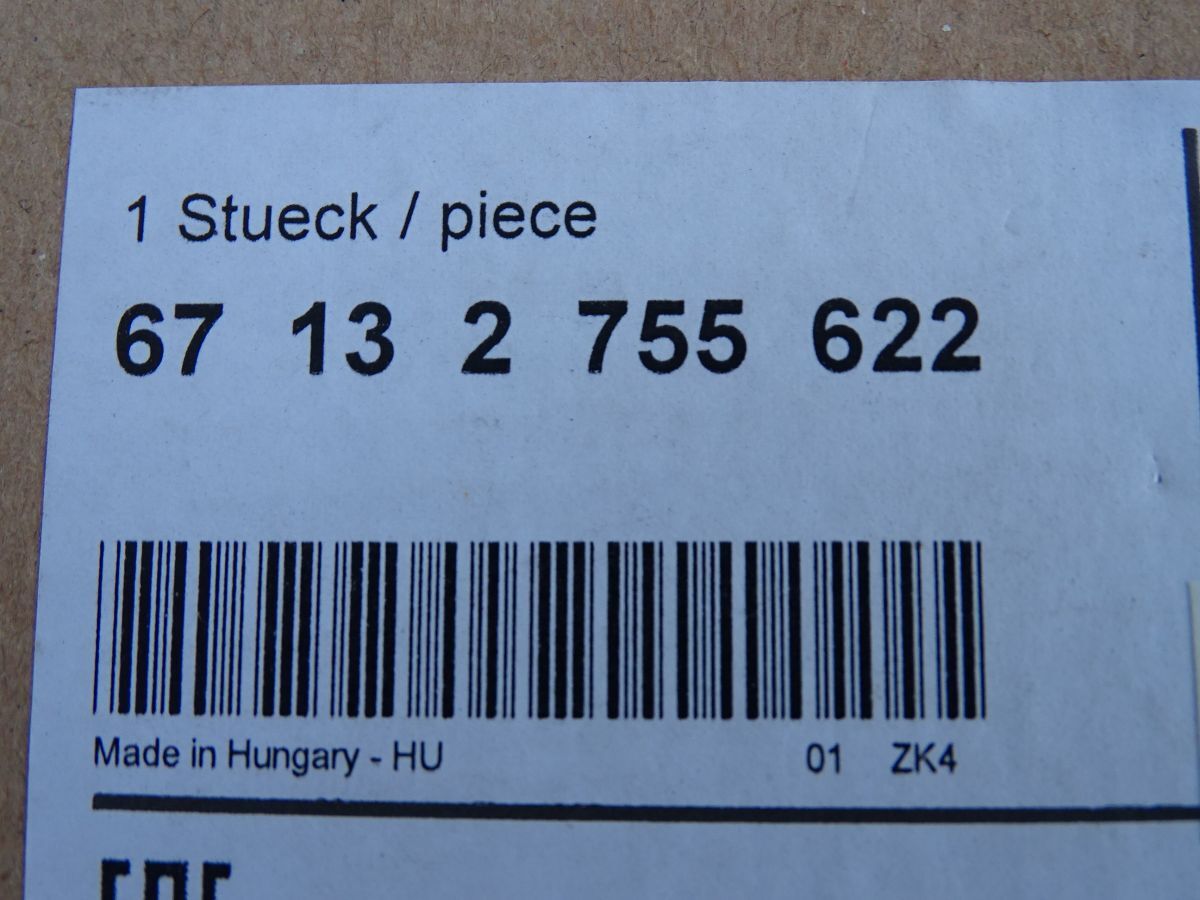 1 Stueck / piece
67 13 2 755 622
Made in Hungary - HU 01 ZK4